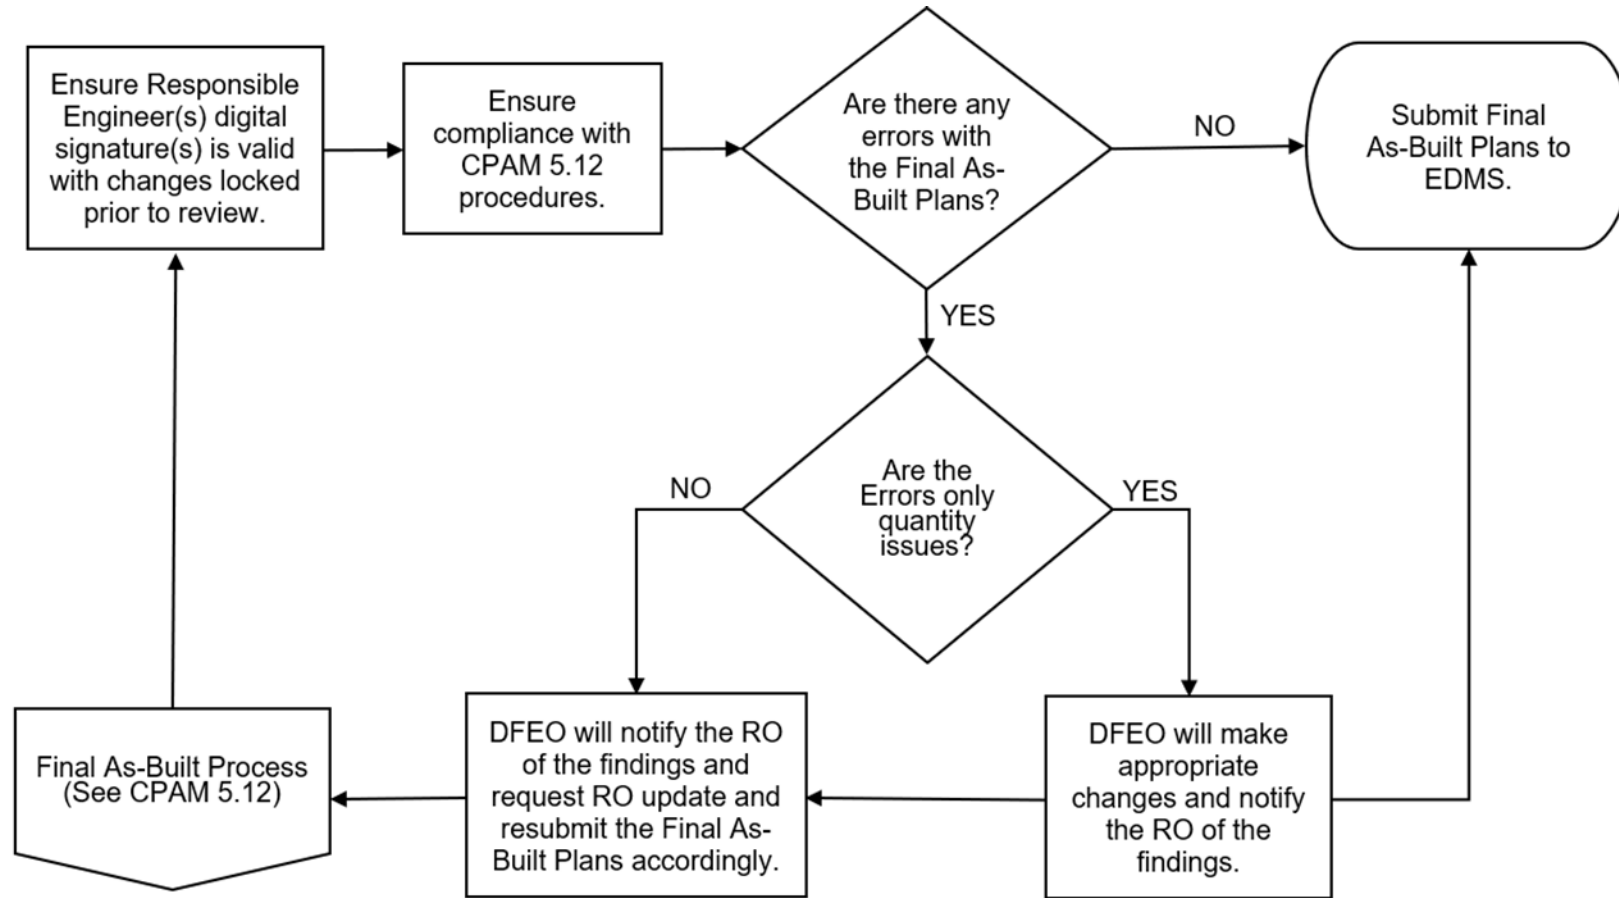 Ensure Responsible
Engineer(s) digital
signature(s) is valid
with changes locked
prior to review.
Ensure
compliance with
CPAM 5.12
procedures.
Are there any
errors with
the Final As-
Built Plans?
NO
Submit Final
As-Built Plans to
EDMS.
YES
Are the
Errors only
quantity
issues?
NO
YES
Final As-Built Process
(See CPAM 5.12)
DFEO will notify the RO
of the findings and
request RO update and
resubmit the Final As-
Built Plans accordingly.
DFEO will make
appropriate
changes and notify
the RO of the
findings.